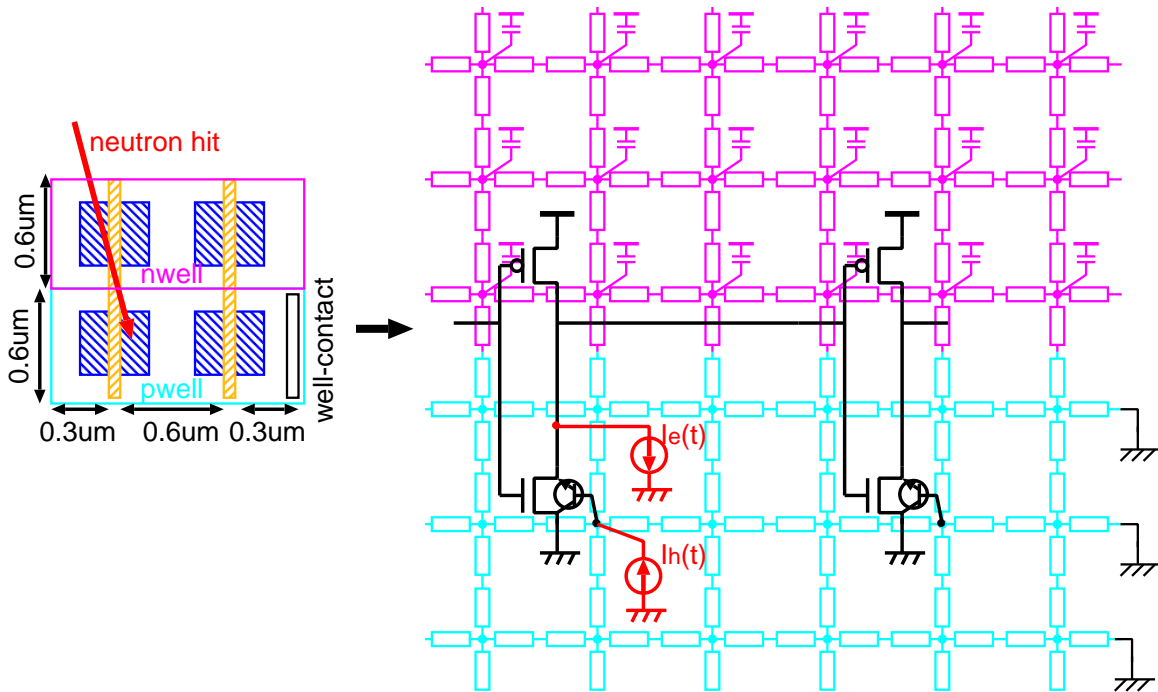 neutron hit
0.6um
nwell
0.6um
pwell
well-contact
0.3um
0.6um
0.3um
Ie(t)
Ih(t)